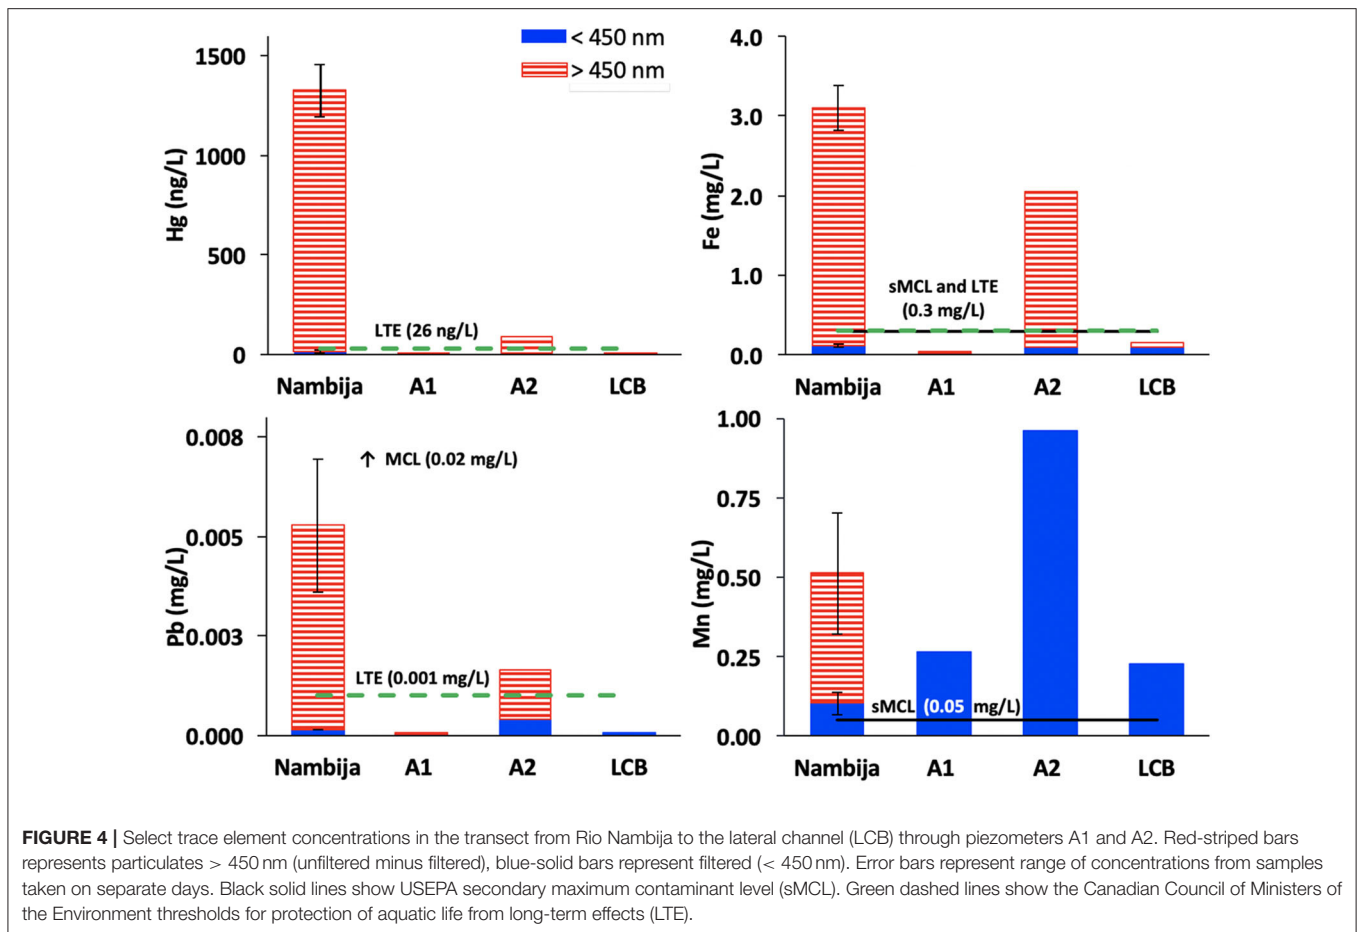 < 450 nm
> 450 nm
1500
1000
500
0
Hg (ng/L)
LTE (26 ng/L)
Nambija A1 A2 LCB
4.0
3.0
2.0
1.0
0.0
Fe (mg/L)
sMCL and LTE
(0.3 mg/L)
Nambija A1 A2 LCB
0.008
0.005
0.003
0.000
Pb (mg/L)
↑ MCL (0.02 mg/L)
LTE (0.001 mg/L)
Nambija A1 A2 LCB
1.00
0.75
0.50
0.25
0.00
Mn (mg/L)
sMCL (0.05 mg/L)
Nambija A1 A2 LCB
FIGURE 4 | Select trace element concentrations in the transect from Rio Nambija to the lateral channel (LCB) through piezometers A1 and A2. Red-striped bars
represents particulates > 450 nm (unfiltered minus filtered), blue-solid bars represent filtered (< 450 nm). Error bars represent range of concentrations from samples
taken on separate days. Black solid lines show USEPA secondary maximum contaminant level (sMCL). Green dashed lines show the Canadian Council of Ministers of
the Environment thresholds for protection of aquatic life from long-term effects (LTE).